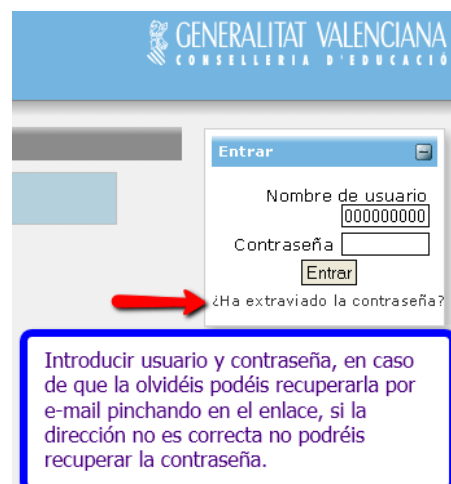 GENERALITAT VALENCIANA
CONSELLERIA D'EDUCACIÓ
Entrar
Nombre de usuario
000000000
Contraseña
Entrar
¿Ha extraviado la contraseña?
Introducir usuario y contraseña, en caso
de que la olvidéis podéis recuperarla por
e-mail pinchando en el enlace, si la
dirección no es correcta no podréis
recuperar la contraseña.